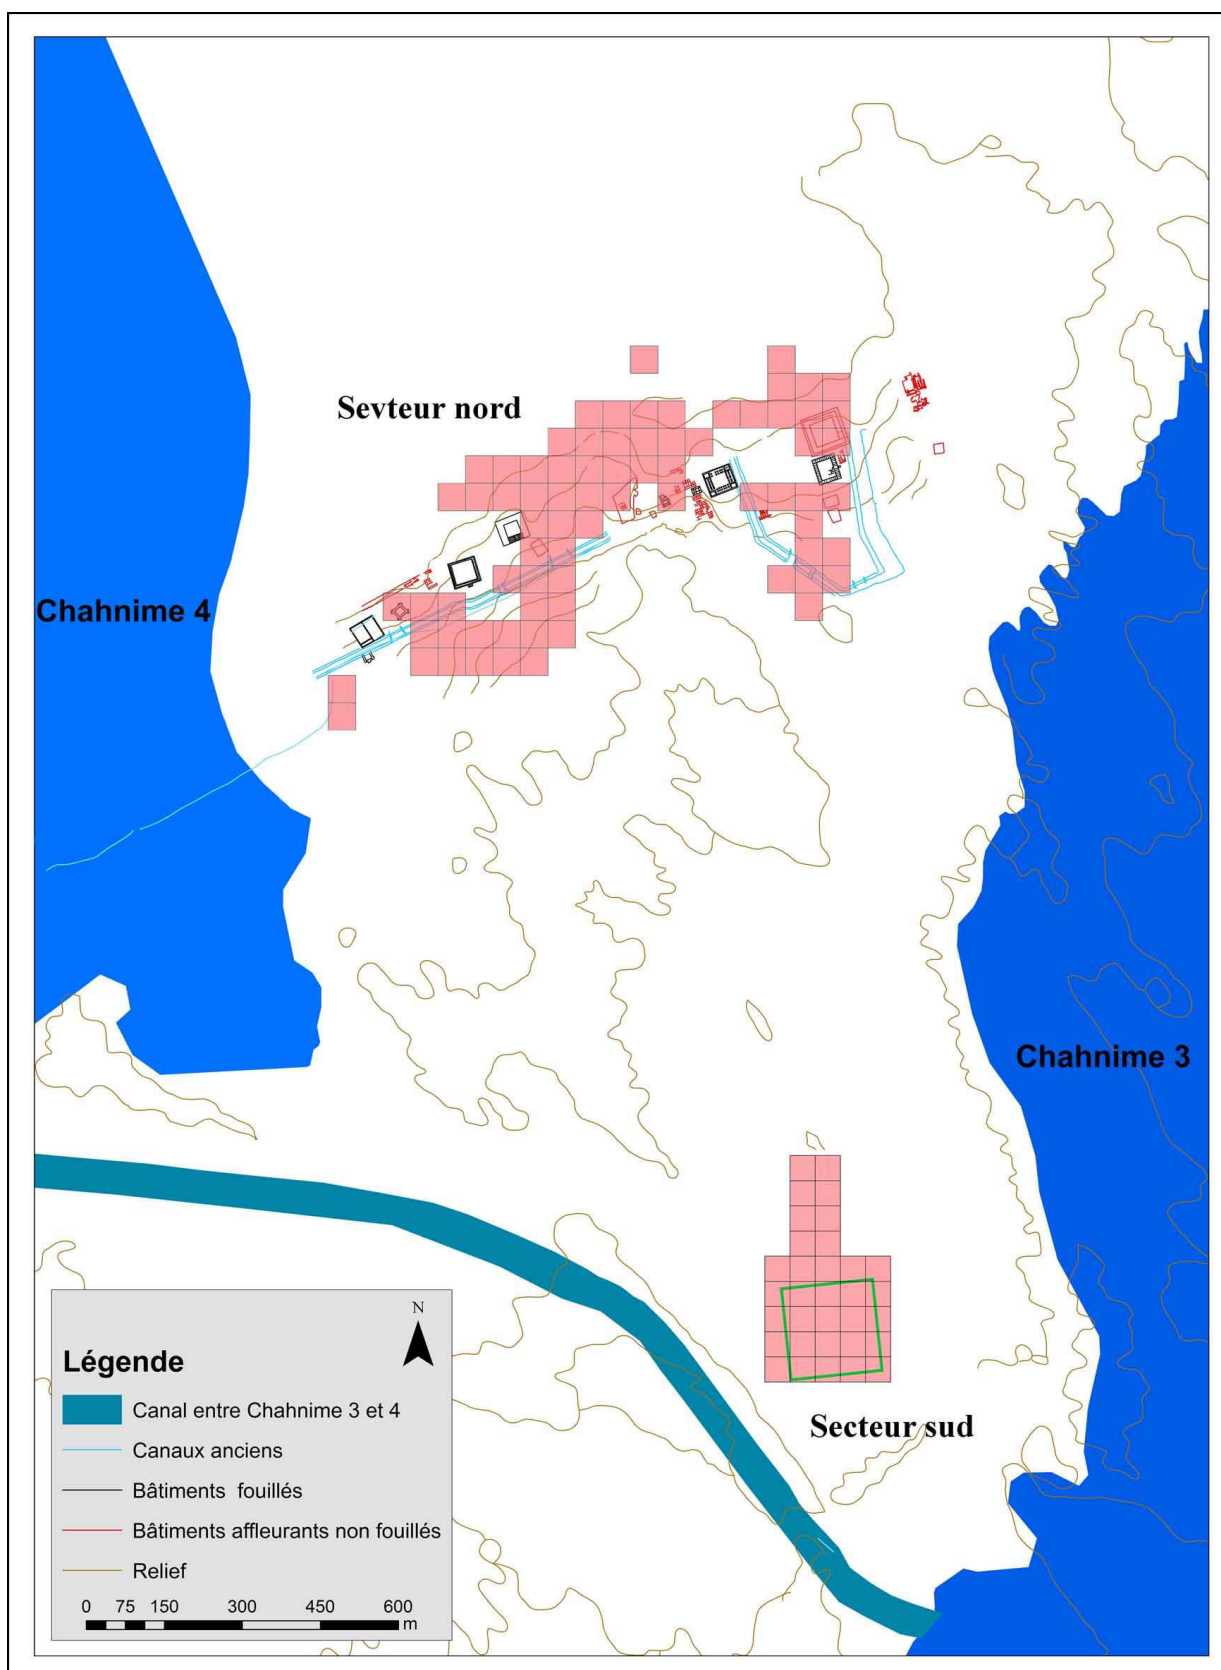 Sevteur nord
Chahnime 4
Chahnime 3
Secteur sud
N
Légende
Canal entre Chahnime 3 et 4
Canaux anciens
Bâtiments fouillés
Bâtiments affleurants non fouillés
Relief
0 75 150 300 450 600
m